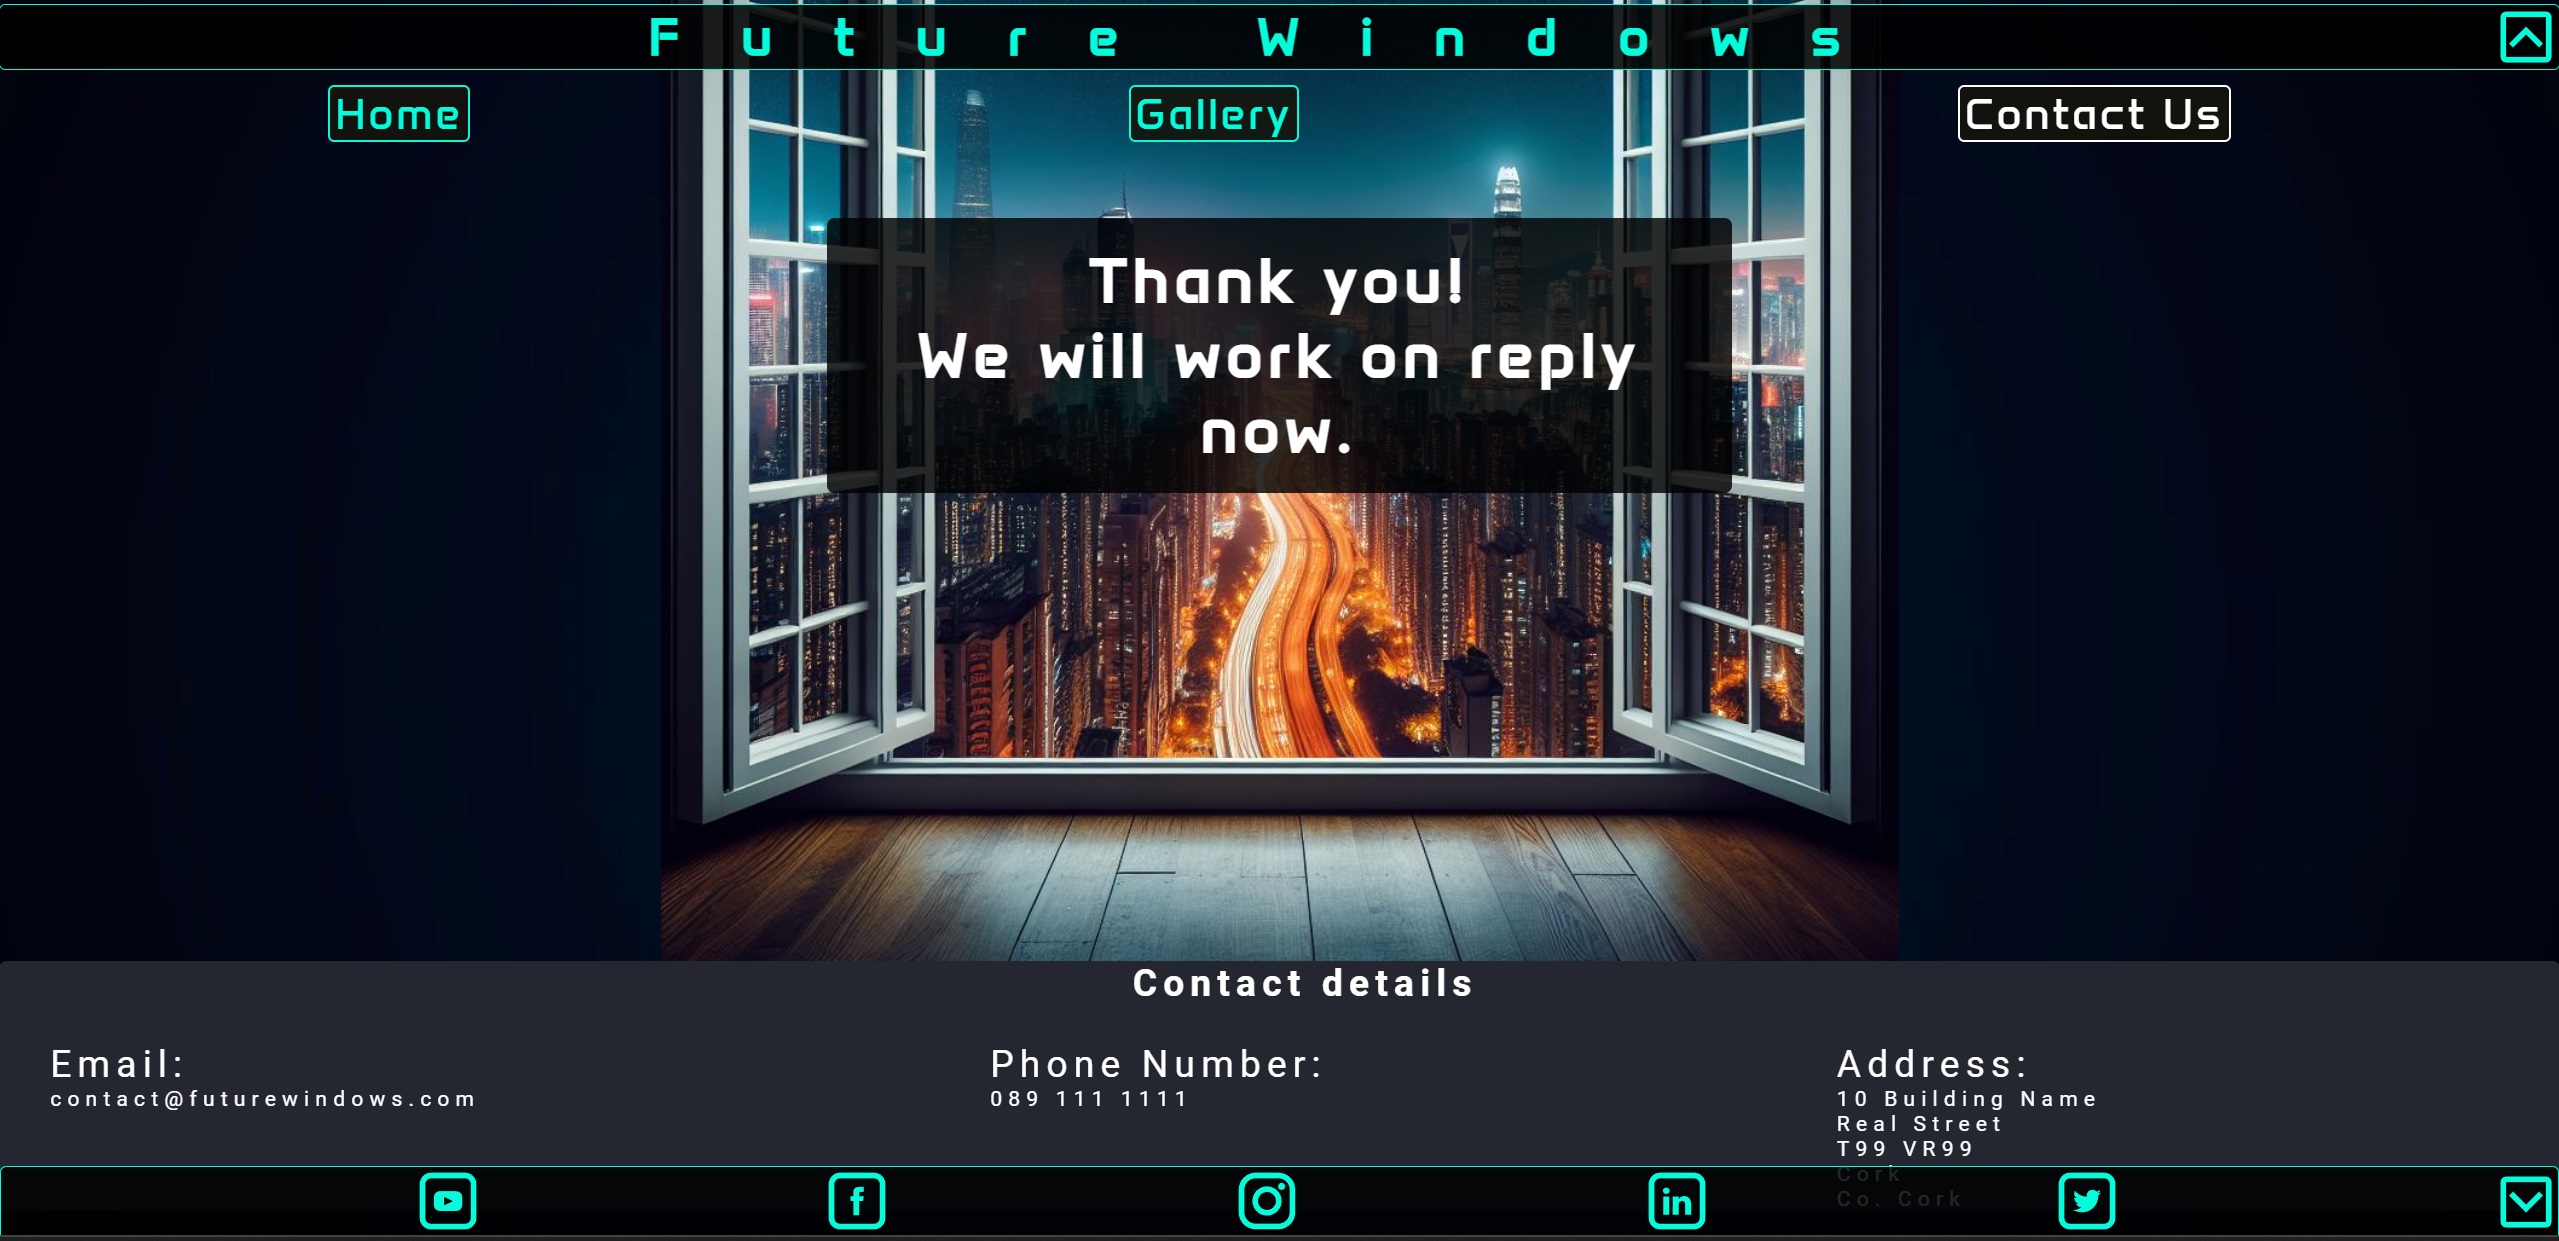 Future Windows
Home
Gallery
Contact Us
Thank you!
We will work on reply
now.
Contact details
Email:
contact@futurewindows.com
Phone Number:
089 111 1111
Address:
10 Building Name
Real Street
T99 VR99
Cork
Co. Cork